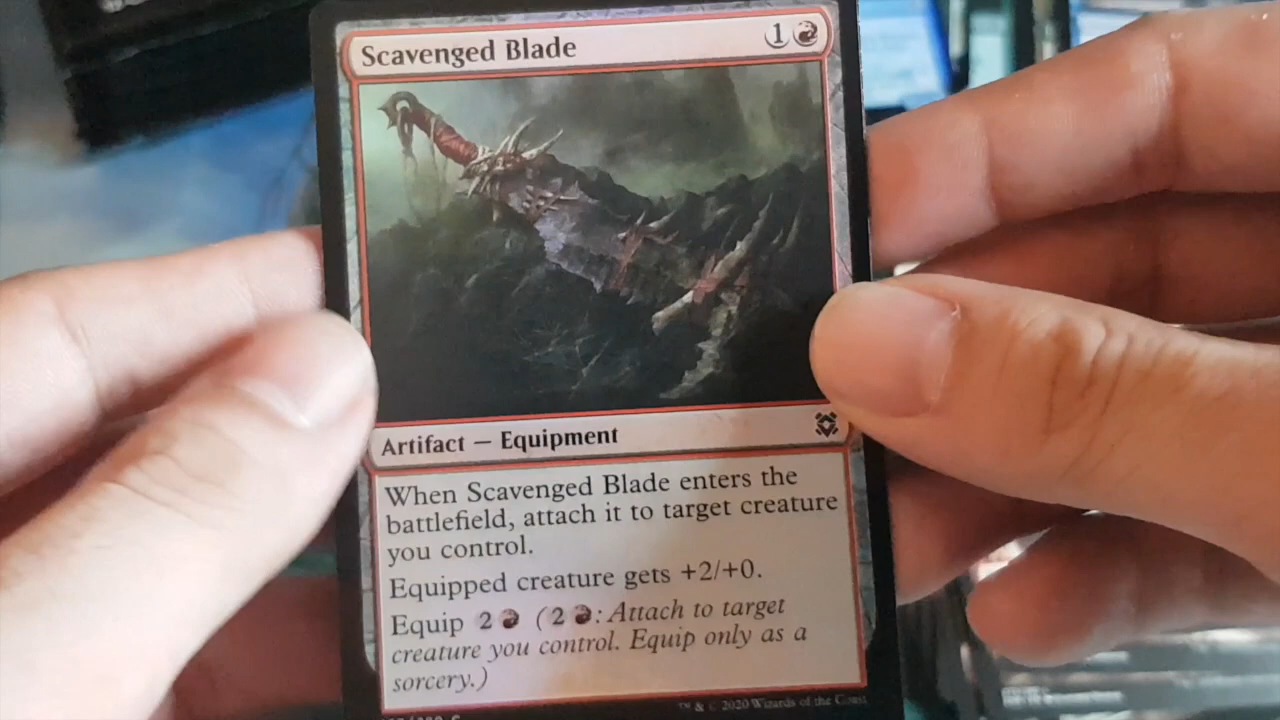 Scavenged Blade 1
Artifact — Equipment
When Scavenged Blade enters the
battlefield, attach it to target creature
you control.
Equipped creature gets +2/+0.
Equip 2 (2 : Attach to target
creature you control. Equip only as a
sorcery.)
™ & © 2020 Wizards of the Coast